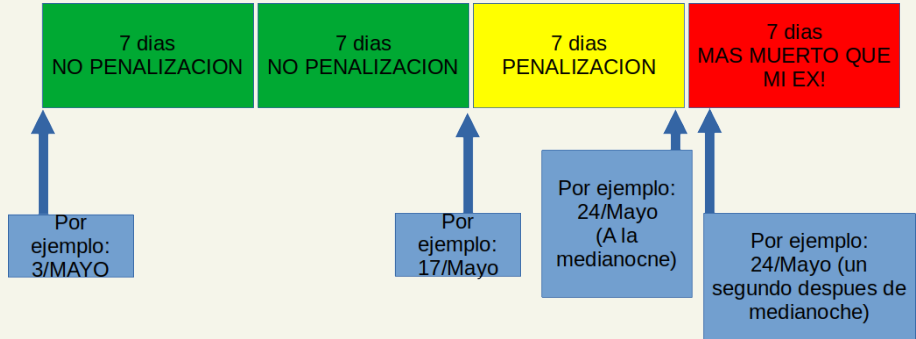 7 dias
NO PENALIZACION
7 dias
NO PENALIZACION
7 dias
PENALIZACION
7 dias
MAS MUERTO QUE
MI EX!
Por
ejemplo:
3/MAYO
Por
ejemplo:
17/Mayo
Por ejemplo:
24/Mayo
(A la
medianocne)
Por ejemplo:
24/Mayo (un
segundo despues de
medianoche)